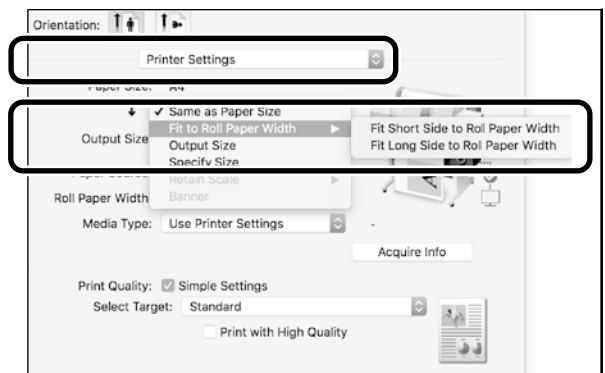 Orientation:
Printer Settings
Paper Size: A4
✓ Same as Paper Size
Fit to Roll Paper Width Fit Short Side to Roll Paper Width
Output Size Output Size Fit Long Side to Roll Paper Width
Specify Size
Retain Scale
Roll Paper Width Banner
Media Type: Use Printer Settings -
Acquire Info
Print Quality: Simple Settings
Select Target: Standard
Print with High Quality